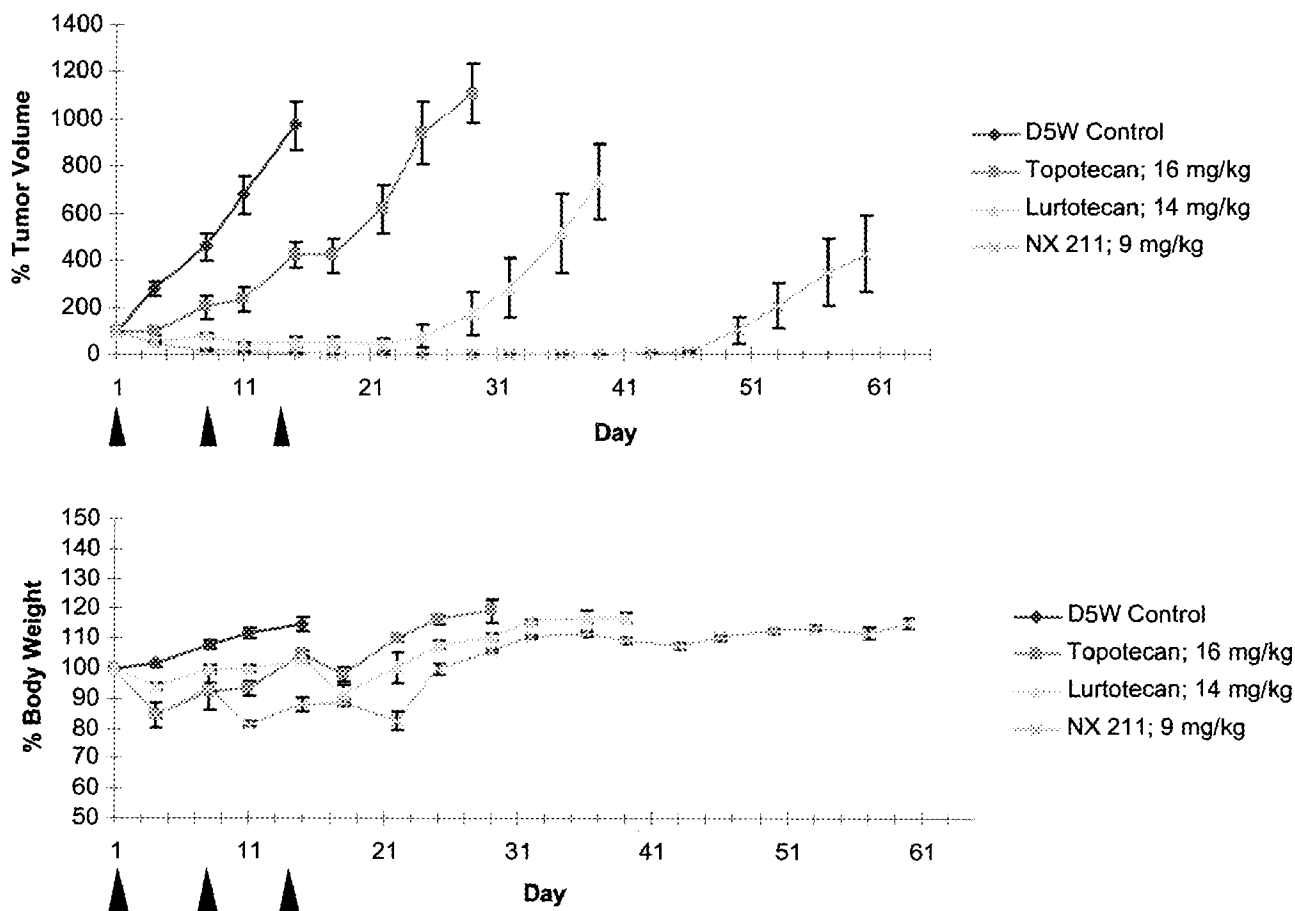 1400
1200
1000
800
600
400
200
0
% Tumor Volume
1 11 21 31 41 51 61
Day
D5W Control
Topotecan; 16 mg/kg
Lurtotecan; 14 mg/kg
NX 211; 9 mg/kg
150
140
130
120
110
100
90
80
70
60
50
% Body Weight
1 11 21 31 41 51 61
Day
D5W Control
Topotecan; 16 mg/kg
Lurtotecan; 14 mg/kg
NX 211; 9 mg/kg